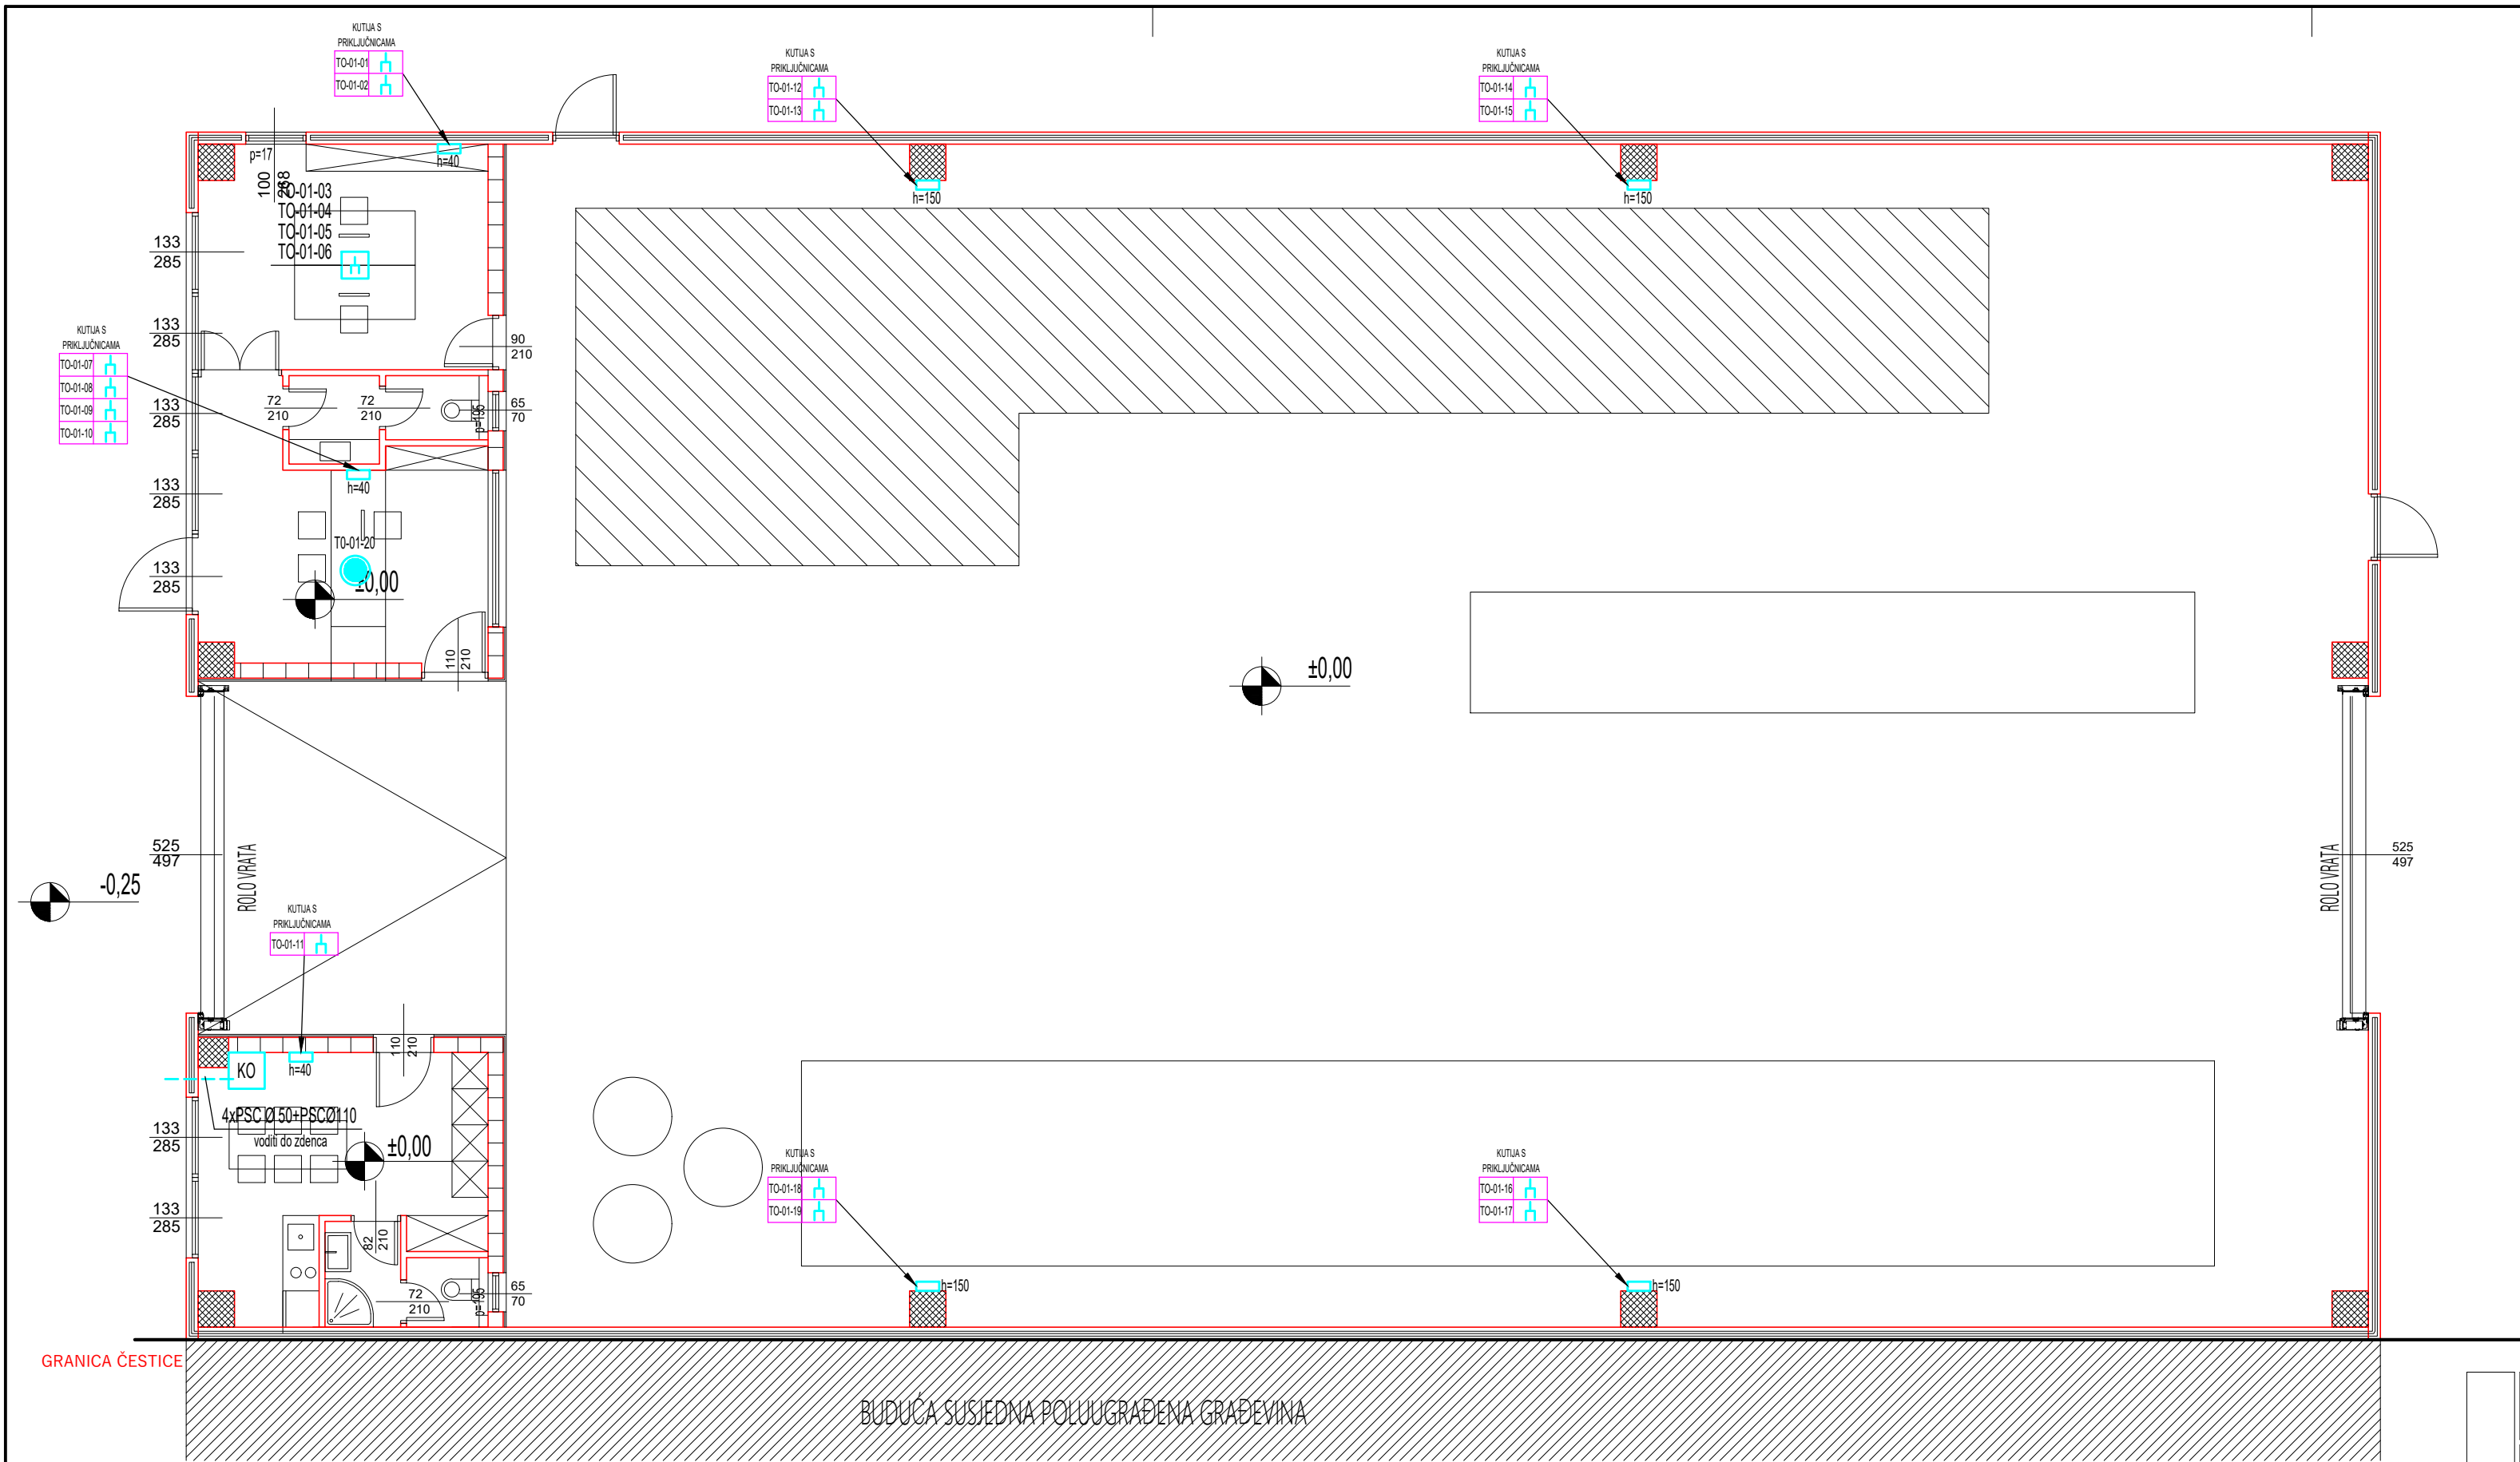 KUTIJA S
PRIKLJUČNICAMA
TO-01-01
TO-01-02
KUTIJA S
PRIKLJUČNICAMA
TO-01-12
TO-01-13
KUTIJA S
PRIKLJUČNICAMA
TO-01-14
TO-01-15
p=17
h=40
100
268
h=150
h=150
TO-01-03
TO-01-04
TO-01-05
TO-01-06
133
285
133
285
90
210
KUTIJA S
PRIKLJUČNICAMA
TO-01-07
TO-01-08
TO-01-09
TO-01-10
133
285
72
210
72
210
p=195
65
70
133
285
h=40
T0-01-20
133
285
±0,00
110
210
±0,00
525
497
ROLO VRATA
-0,25
ROLO VRATA
525
497
KUTIJA S
PRIKLJUČNICAMA
TO-01-11
110
210
KO
h=40
4xPSC Ø 50+PSCØ110
voditi do zdenca
133
285
±0,00
133
285
82
210
KUTIJA S
PRIKLJUČNICAMA
TO-01-18
TO-01-19
KUTIJA S
PRIKLJUČNICAMA
TO-01-16
TO-01-17
72
210
p=195
65
70
h=150
h=150
GRANICA ČESTICE
BUDUĆA SUSJEDNA POLUUGRAĐENA GRAĐEVINA